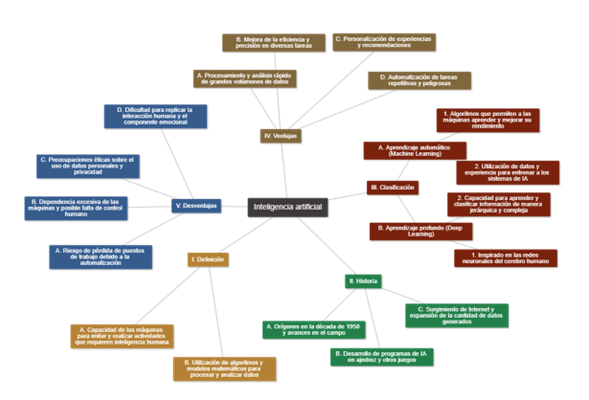 B. Mejora de la eficiencia y
precisión en diversas tareas
C. Personalización de experiencias
y recomendaciones
A. Procesamiento y análisis rápido
de grandes volúmenes de datos
D. Automatización de tareas
repetitivas y peligrosas
IV. Ventajas
D. Dificultad para replicar la
interacción humana y el
componente emocional
C. Preocupaciones éticas sobre el
uso de datos personales y
privacidad
B. Dependencia excesiva de las
máquinas y posible falta de control
humano
A. Riesgo de pérdida de puestos
de trabajo debido a la
automatización
V. Desventajas
Inteligencia artificial
III. Clasificación
A. Aprendizaje automático
(Machine Learning)
1. Algoritmos que permiten a las
máquinas aprender y mejorar su
rendimiento
2. Utilización de datos y
experiencia para entrenar a los
sistemas de IA
2. Capacidad para aprender y
clasificar información de manera
jerárquica y compleja
B. Aprendizaje profundo (Deep
Learning)
1. Inspirado en las redes
neuronales del cerebro humano
I. Definición
A. Capacidad de las máquinas
para imitar y realizar actividades
que requieren inteligencia humana
B. Utilización de algoritmos y
modelos matemáticos para
procesar y analizar datos
II. Historia
A. Orígenes en la década de 1950
y avances en el campo
B. Desarrollo de programas de IA
en ajedrez y otros juegos
C. Surgimiento de Internet y
expansión de la cantidad de datos
generados